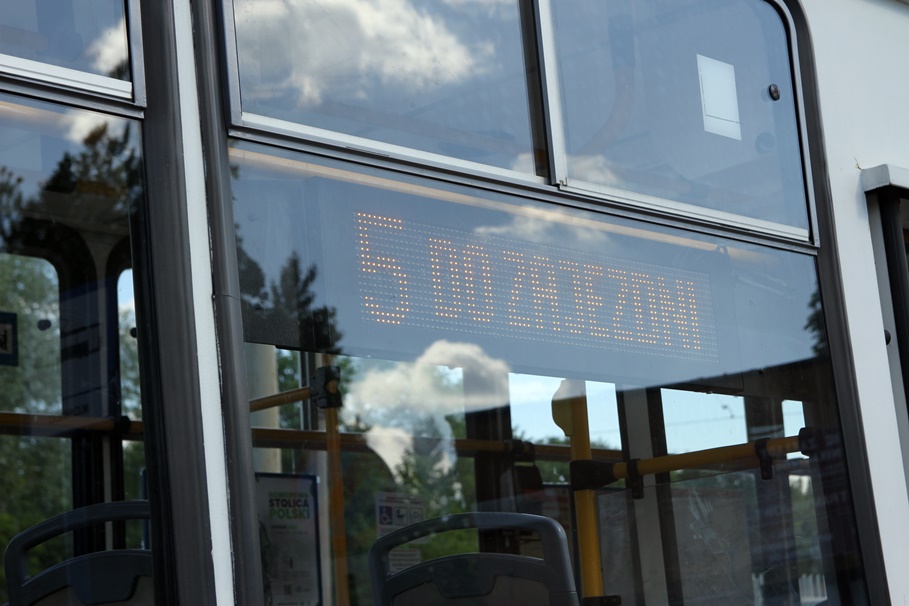 5 DO ZAJEZDNI
STOLICA
POLSKI